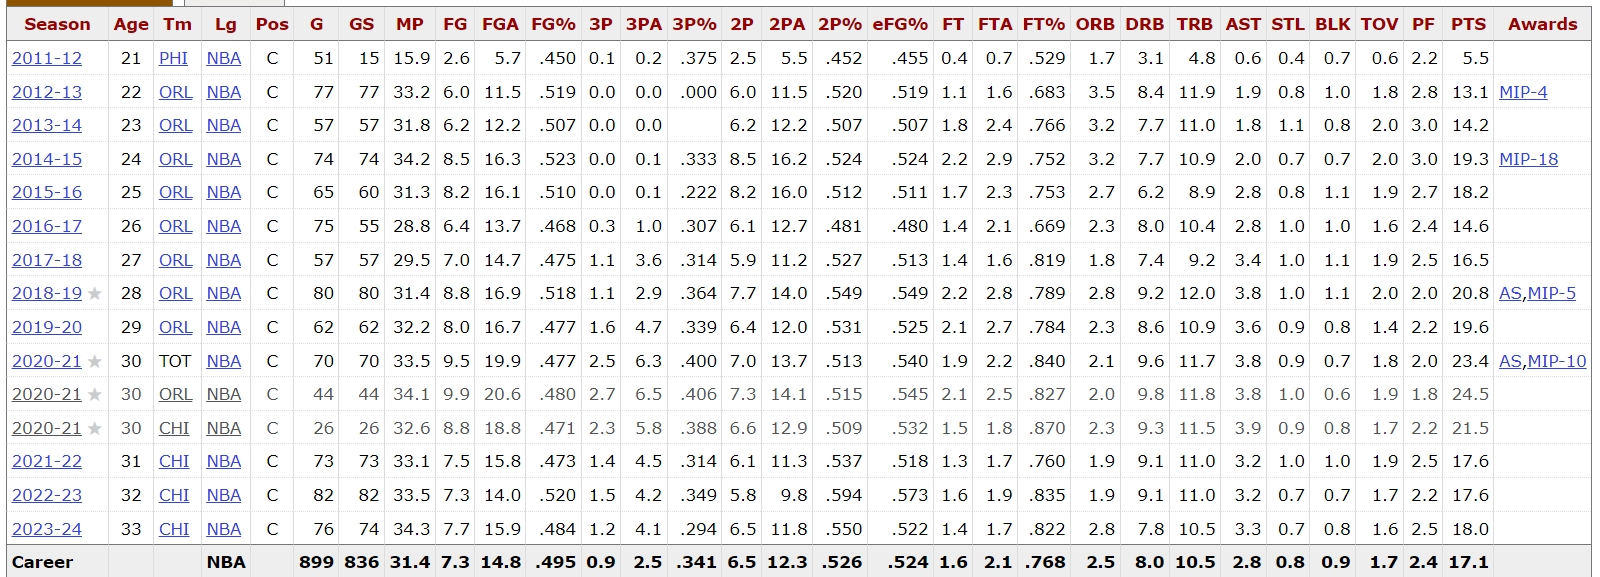 Season Age Tm Lg Pos G GS MP FG FGA FG% 3P 3PA 3P% 2P 2PA 2P% eFG% FT FTA FT% ORB DRB TRB AST STL BLK TOV PF PTS Awards
2011-12 21 PHI NBA C 51 15 15.9 2.6 5.7 .450 0.1 0.2 .375 2.5 5.5 .452 .455 0.4 0.7 .529 1.7 3.1 4.8 0.6 0.4 0.7 0.6 2.2 5.5
2012-13 22 ORL NBA C 77 77 33.2 6.0 11.5 .519 0.0 0.0 .000 6.0 11.5 .520 .519 1.1 1.6 .683 3.5 8.4 11.9 1.9 0.8 1.0 1.8 2.8 13.1 MIP-4
2013-14 23 ORL NBA C 57 57 31.8 6.2 12.2 .507 0.0 0.0 6.2 12.2 .507 .507 1.8 2.4 .766 3.2 7.7 11.0 1.8 1.1 0.8 2.0 3.0 14.2
2014-15 24 ORL NBA C 74 74 34.2 8.5 16.3 .523 0.0 0.1 .333 8.5 16.2 .524 .524 2.2 2.9 .752 3.2 7.7 10.9 2.0 0.7 0.7 2.0 3.0 19.3 MIP-18
2015-16 25 ORL NBA C 65 60 31.3 8.2 16.1 .510 0.0 0.1 .222 8.2 16.0 .512 .511 1.7 2.3 .753 2.7 6.2 8.9 2.8 0.8 1.1 1.9 2.7 18.2
2016-17 26 ORL NBA C 75 55 28.8 6.4 13.7 .468 0.3 1.0 .307 6.1 12.7 .481 .480 1.4 2.1 .669 2.3 8.0 10.4 2.8 1.0 1.0 1.6 2.4 14.6
2017-18 27 ORL NBA C 57 57 29.5 7.0 14.7 .475 1.1 3.6 .314 5.9 11.2 .527 .513 1.4 1.6 .819 1.8 7.4 9.2 3.4 1.0 1.1 1.9 2.5 16.5
2018-19 ★ 28 ORL NBA C 80 80 31.4 8.8 16.9 .518 1.1 2.9 .364 7.7 14.0 .549 .549 2.2 2.8 .789 2.8 9.2 12.0 3.8 1.0 1.1 2.0 2.0 20.8 AS,MIP-5
2019-20 29 ORL NBA C 62 62 32.2 8.0 16.7 .477 1.6 4.7 .339 6.4 12.0 .531 .525 2.1 2.7 .784 2.3 8.6 10.9 3.6 0.9 0.8 1.4 2.2 19.6
2020-21 ★ 30 TOT NBA C 70 70 33.5 9.5 19.9 .477 2.5 6.3 .400 7.0 13.7 .513 .540 1.9 2.2 .840 2.1 9.6 11.7 3.8 0.9 0.7 1.8 2.0 23.4 AS,MIP-10
2020-21 ★ 30 ORL NBA C 44 44 34.1 9.9 20.6 .480 2.7 6.5 .406 7.3 14.1 .515 .543 2.1 2.5 .827 2.0 9.8 11.8 3.8 1.0 0.6 1.9 1.8 24.5
2020-21 ★ 30 CHI NBA C 26 26 32.6 8.8 18.8 .471 2.3 5.8 .388 6.6 12.9 .509 .532 1.5 1.8 .870 2.2 9.3 11.5 3.9 0.9 0.8 1.7 2.2 21.5
2021-22 31 CHI NBA C 73 73 33.1 7.5 15.8 .473 1.4 4.5 .314 6.1 11.3 .537 .518 1.3 1.7 .760 1.9 9.1 11.0 3.2 1.0 1.0 1.9 2.5 17.6
2022-23 32 CHI NBA C 82 82 33.5 7.3 14.0 .520 1.5 4.2 .349 5.8 9.8 .594 .573 1.6 1.9 .835 1.9 9.1 11.0 3.2 0.7 0.7 1.7 2.2 17.6
2023-24 33 CHI NBA C 76 74 34.3 7.7 15.9 .484 1.2 4.1 .294 6.5 11.8 .550 .522 1.4 1.7 .822 2.8 7.8 10.5 3.3 0.7 0.8 1.6 2.5 18.0
Career NBA 899 836 31.4 7.3 14.8 .495 0.9 2.5 .341 6.5 12.3 .526 .524 1.6 2.1 .768 2.5 8.0 10.5 2.8 0.8 0.9 1.7 2.4 17.1